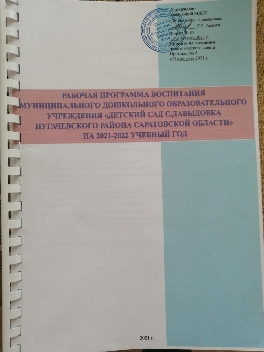 РАБОЧАЯ ПРОГРАММА ВОСПИТАНИЯ
МУНИЦИПАЛЬНОГО ДОШКОЛЬНОГО ОБРАЗОВАТЕЛЬНОГО
УЧРЕЖДЕНИЯ «ДЕТСКИЙ САД С.ДАВЫДОВКА
ПУГАЧЕВСКОГО РАЙОНА САРАТОВСКОЙ ОБЛАСТИ»
НА 2021-2022 УЧЕБНЫЙ ГОД
2021 г.